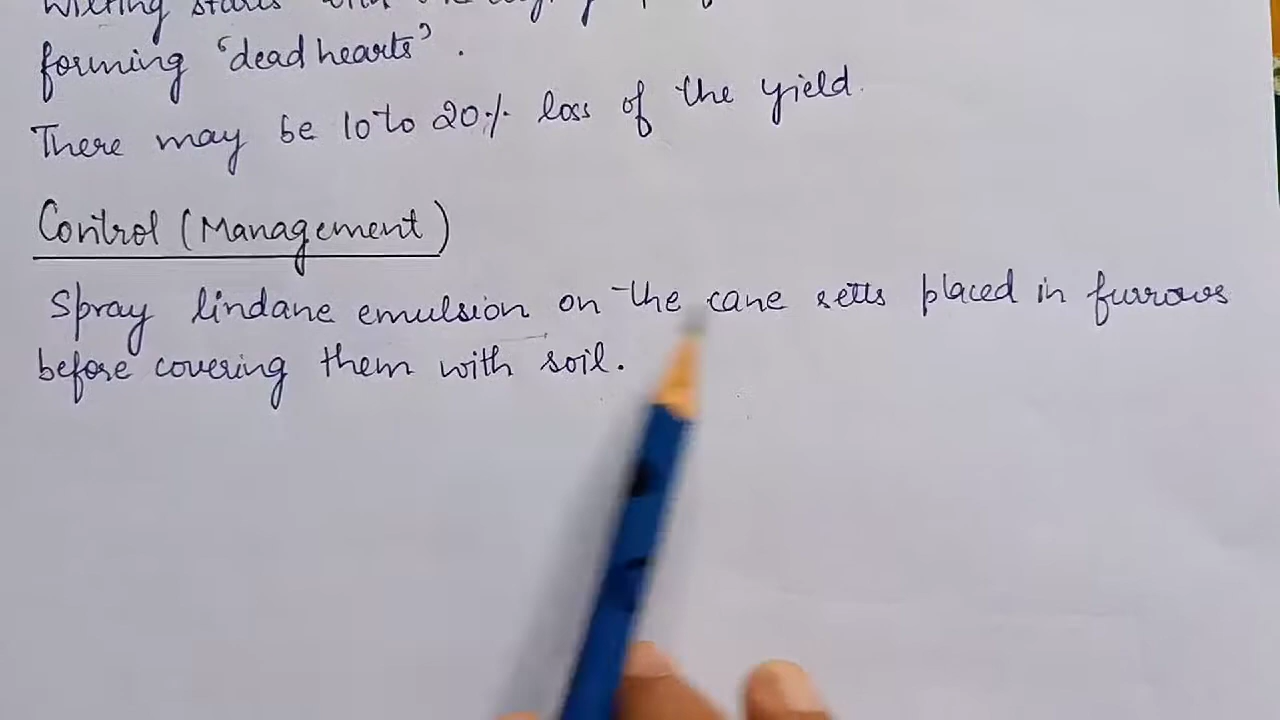 forming 'dead hearts'.
There may be 10 to 20% loss of the yield.
Control (Management)
Spray lindane emulsion on the cane setts placed in furrows
before covering them with soil.